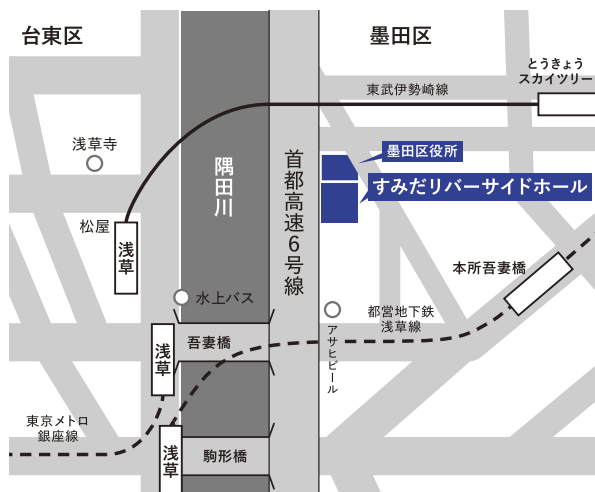 台東区
墨田区
とうきょう
スカイツリー
東武伊勢崎線
浅草寺
墨田区役所
隅田川
首都高速6号線
すみだリバーサイドホール
松屋
浅草
本所吾妻橋
水上バス
都営地下鉄
浅草線
吾妻橋
アサヒビール
浅草
東京メトロ
銀座線
浅草
駒形橋